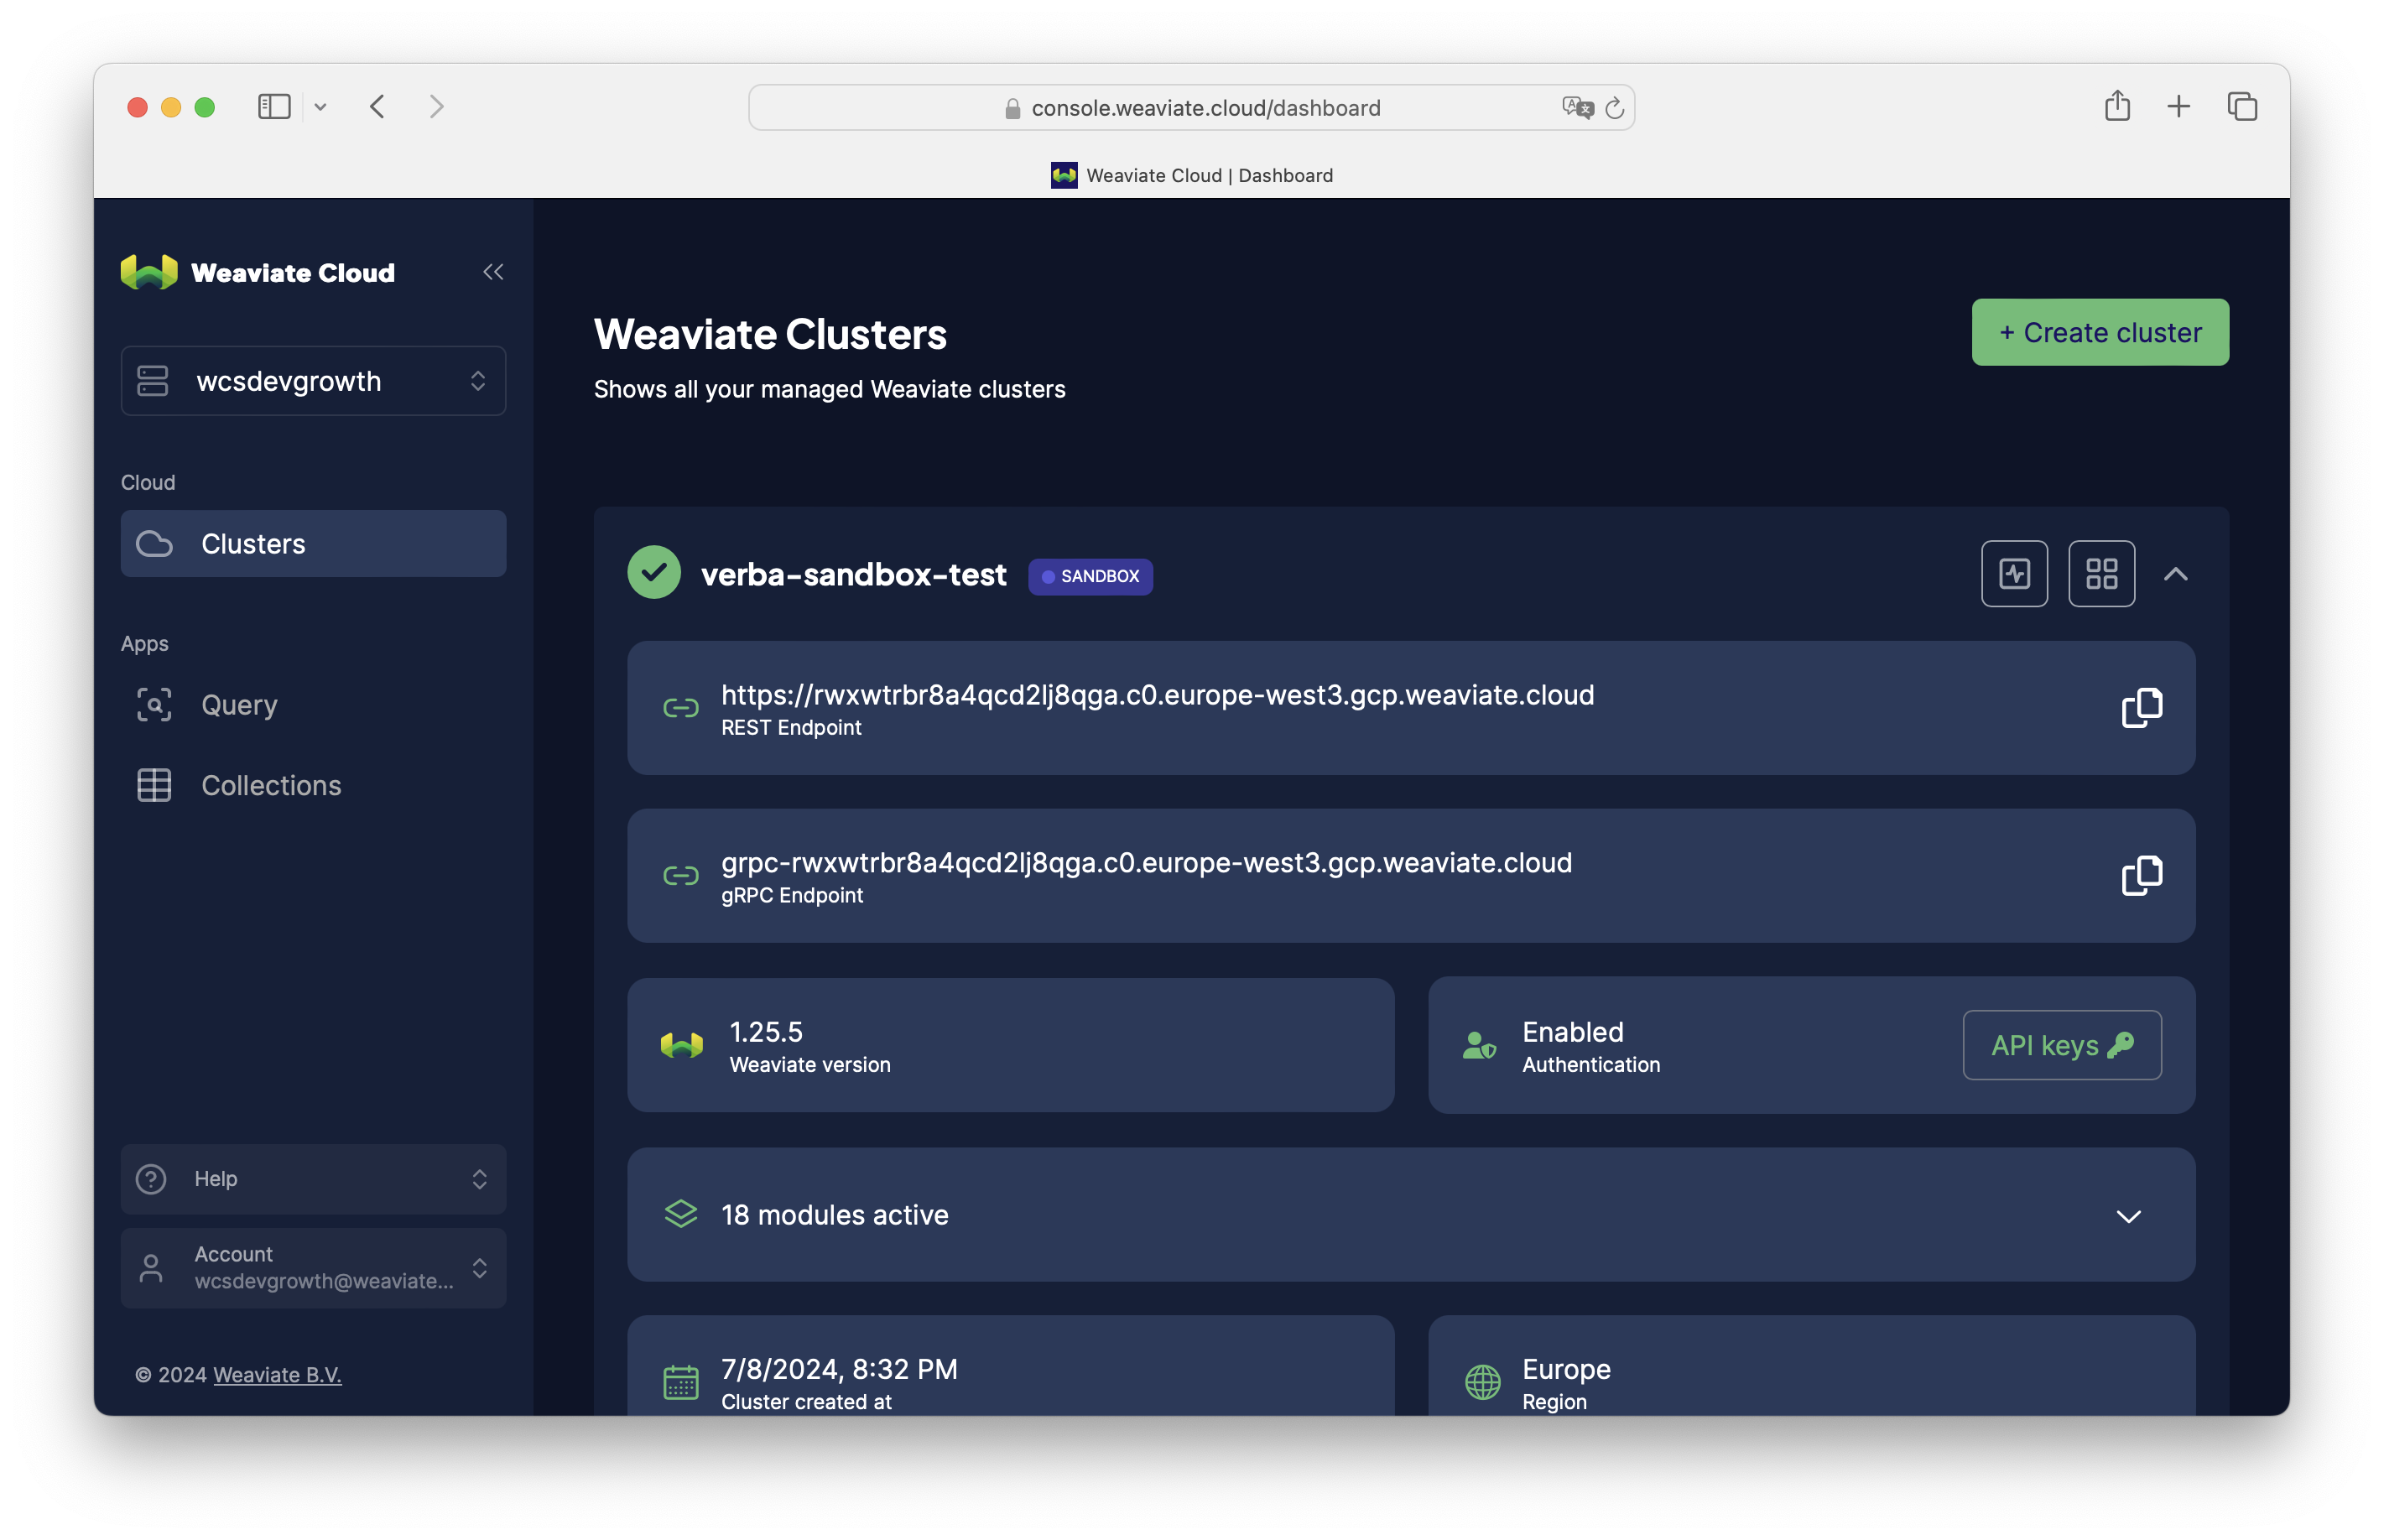 console.weaviate.cloud/dashboard
Weaviate Cloud | Dashboard
Weaviate Cloud
wcsdevgrowth
Cloud
Clusters
Apps
Query
Collections
Help
Account
wcsdevgrowth@weaviate...
© 2024 Weaviate B.V.
Weaviate Clusters
Shows all your managed Weaviate clusters
+ Create cluster
verba-sandbox-test
SANDBOX
https://rwxwtrbr8a4qcd2lj8qga.c0.europe-west3.gcp.weaviate.cloud
REST Endpoint
grpc-rwxwtrbr8a4qcd2lj8qga.c0.europe-west3.gcp.weaviate.cloud
gRPC Endpoint
1.25.5
Weaviate version
Enabled
Authentication
API keys
18 modules active
7/8/2024, 8:32 PM
Cluster created at
Europe
Region